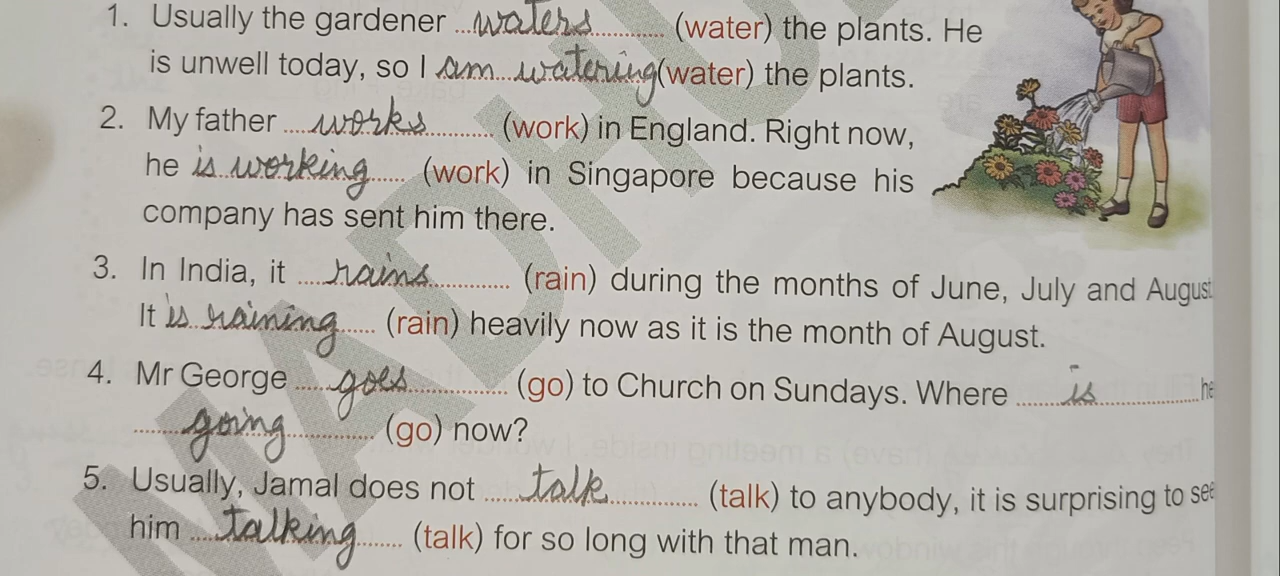 1. Usually the gardener ...waters............ (water) the plants. He
is unwell today, so I am watering (water) the plants.
2. My father ....works............ (work) in England. Right now,
he is working ...... (work) in Singapore because his
company has sent him there.
3. In India, it ....rains............ (rain) during the months of June, July and August
It is raining ...... (rain) heavily now as it is the month of August.
4. Mr George .....goes............ (go) to Church on Sundays. Where .....is............ he
.......going............ (go) now?
5. Usually, Jamal does not .....talk............ (talk) to anybody, it is surprising to see
him ....talking....... (talk) for so long with that man.